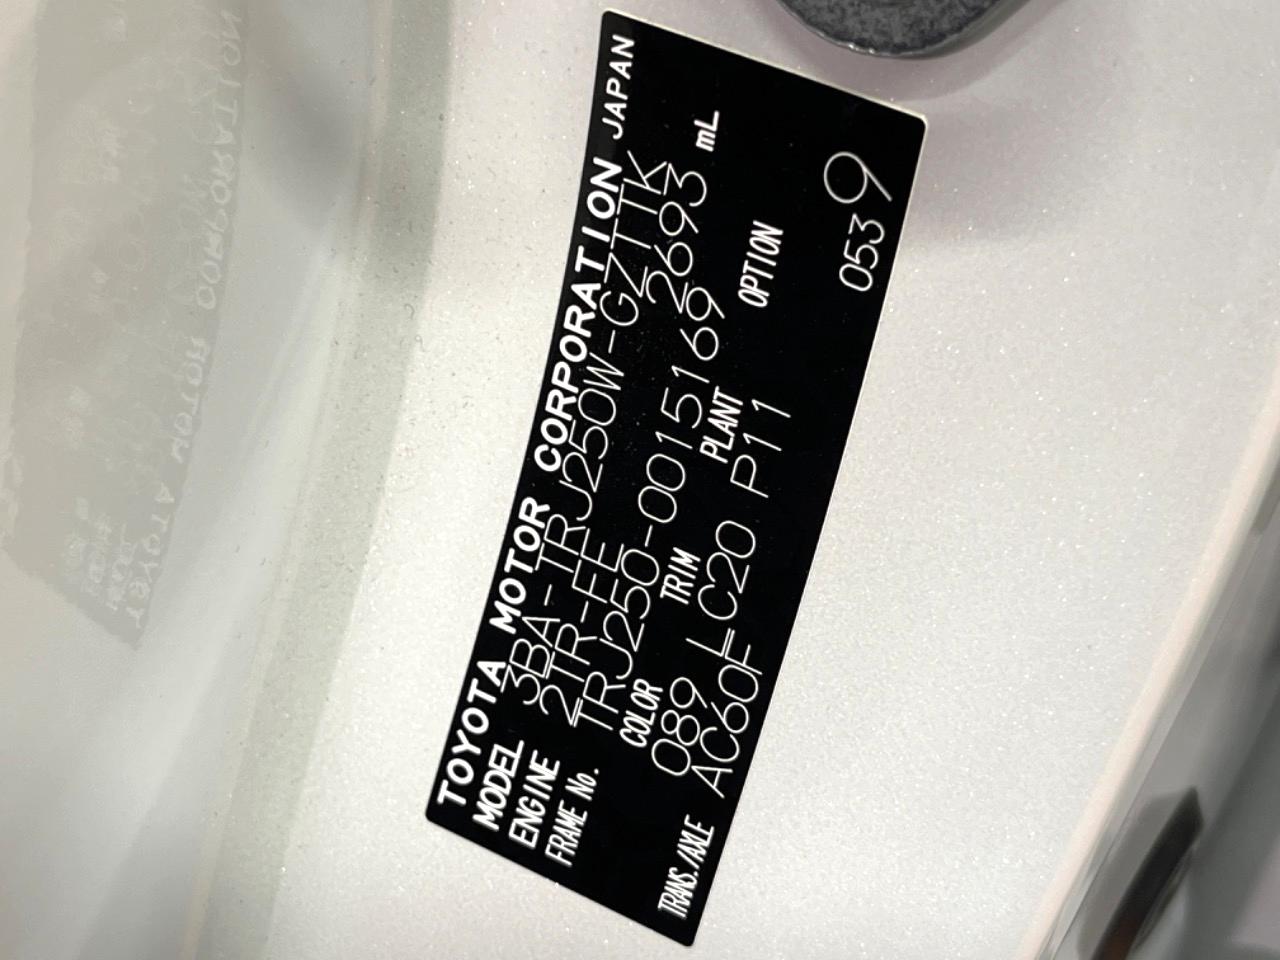 TOYOTA MOTOR CORPORATION JAPAN
MODEL 3BA-TRJ250W-GZTTK
ENGINE 2TR-FE 2693 mL
FRAME No. TRJ250-0015169
COLOR TRIM PLANT OPTION
089 LC20 P11
TRANS./AXLE AC60F
0539